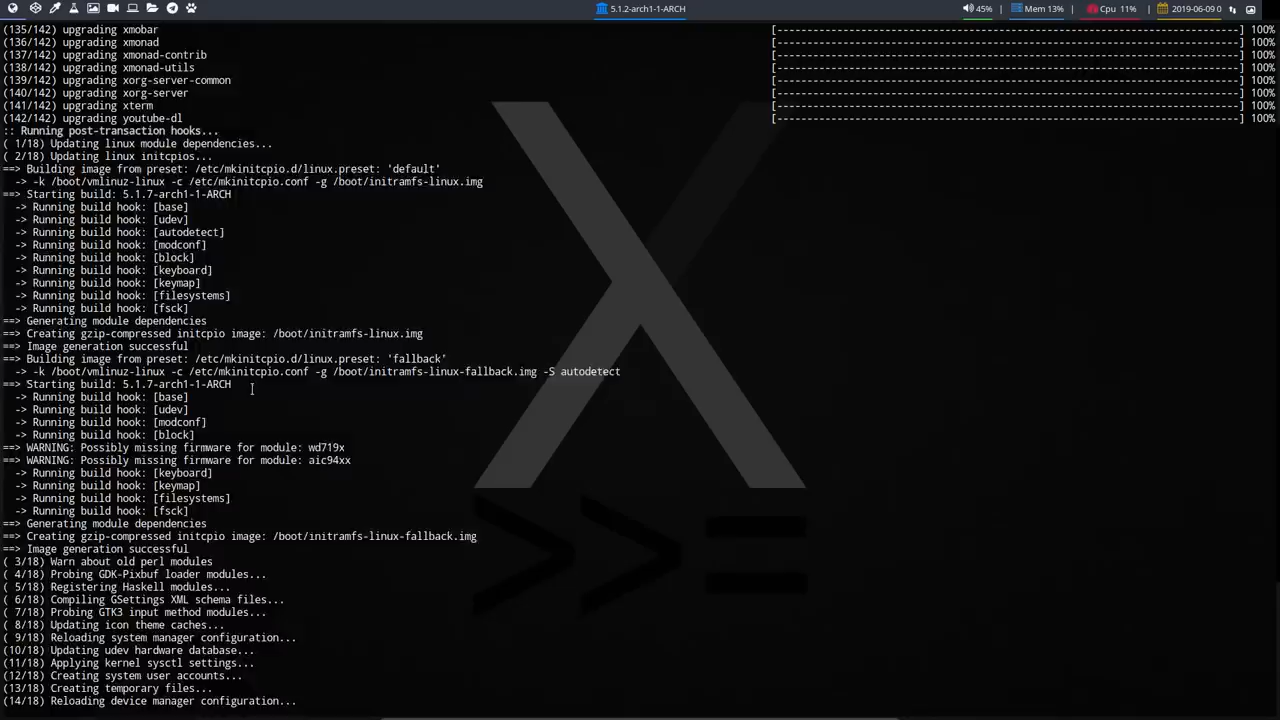 5.1.2-arch1-1-ARCH 45% | Mem 13% | Cpu 11% | 2019-06-09 0
(135/142) upgrading xmobar [--------------------------------------------------------------------------] 100%
(136/142) upgrading xmonad [--------------------------------------------------------------------------] 100%
(137/142) upgrading xmonad-contrib [--------------------------------------------------------------------------] 100%
(138/142) upgrading xmonad-utils [--------------------------------------------------------------------------] 100%
(139/142) upgrading xorg-server-common [--------------------------------------------------------------------------] 100%
(140/142) upgrading xorg-server [--------------------------------------------------------------------------] 100%
(141/142) upgrading xterm [--------------------------------------------------------------------------] 100%
(142/142) upgrading youtube-dl [--------------------------------------------------------------------------] 100%
:: Running post-transaction hooks...
( 1/18) Updating linux module dependencies...
( 2/18) Updating linux initcpios...
==> Building image from preset: /etc/mkinitcpio.d/linux.preset: 'default'
-> -k /boot/vmlinuz-linux -c /etc/mkinitcpio.conf -g /boot/initramfs-linux.img
==> Starting build: 5.1.7-arch1-1-ARCH
-> Running build hook: [base]
-> Running build hook: [udev]
-> Running build hook: [autodetect]
-> Running build hook: [modconf]
-> Running build hook: [block]
-> Running build hook: [keyboard]
-> Running build hook: [keymap]
-> Running build hook: [filesystems]
-> Running build hook: [fsck]
==> Generating module dependencies
==> Creating gzip-compressed initcpio image: /boot/initramfs-linux.img
==> Image generation successful
==> Building image from preset: /etc/mkinitcpio.d/linux.preset: 'fallback'
-> -k /boot/vmlinuz-linux -c /etc/mkinitcpio.conf -g /boot/initramfs-linux-fallback.img -S autodetect
==> Starting build: 5.1.7-arch1-1-ARCH
-> Running build hook: [base]
-> Running build hook: [udev]
-> Running build hook: [modconf]
-> Running build hook: [block]
==> WARNING: Possibly missing firmware for module: wd719x
==> WARNING: Possibly missing firmware for module: aic94xx
-> Running build hook: [keyboard]
-> Running build hook: [keymap]
-> Running build hook: [filesystems]
-> Running build hook: [fsck]
==> Generating module dependencies
==> Creating gzip-compressed initcpio image: /boot/initramfs-linux-fallback.img
==> Image generation successful
( 3/18) Warn about old perl modules
( 4/18) Probing GDK-Pixbuf loader modules...
( 5/18) Registering Haskell modules...
( 6/18) Compiling GSettings XML schema files...
( 7/18) Probing GTK3 input method modules...
( 8/18) Updating icon theme caches...
( 9/18) Reloading system manager configuration...
(10/18) Updating udev hardware database...
(11/18) Applying kernel sysctl settings...
(12/18) Creating system user accounts...
(13/18) Creating temporary files...
(14/18) Reloading device manager configuration...